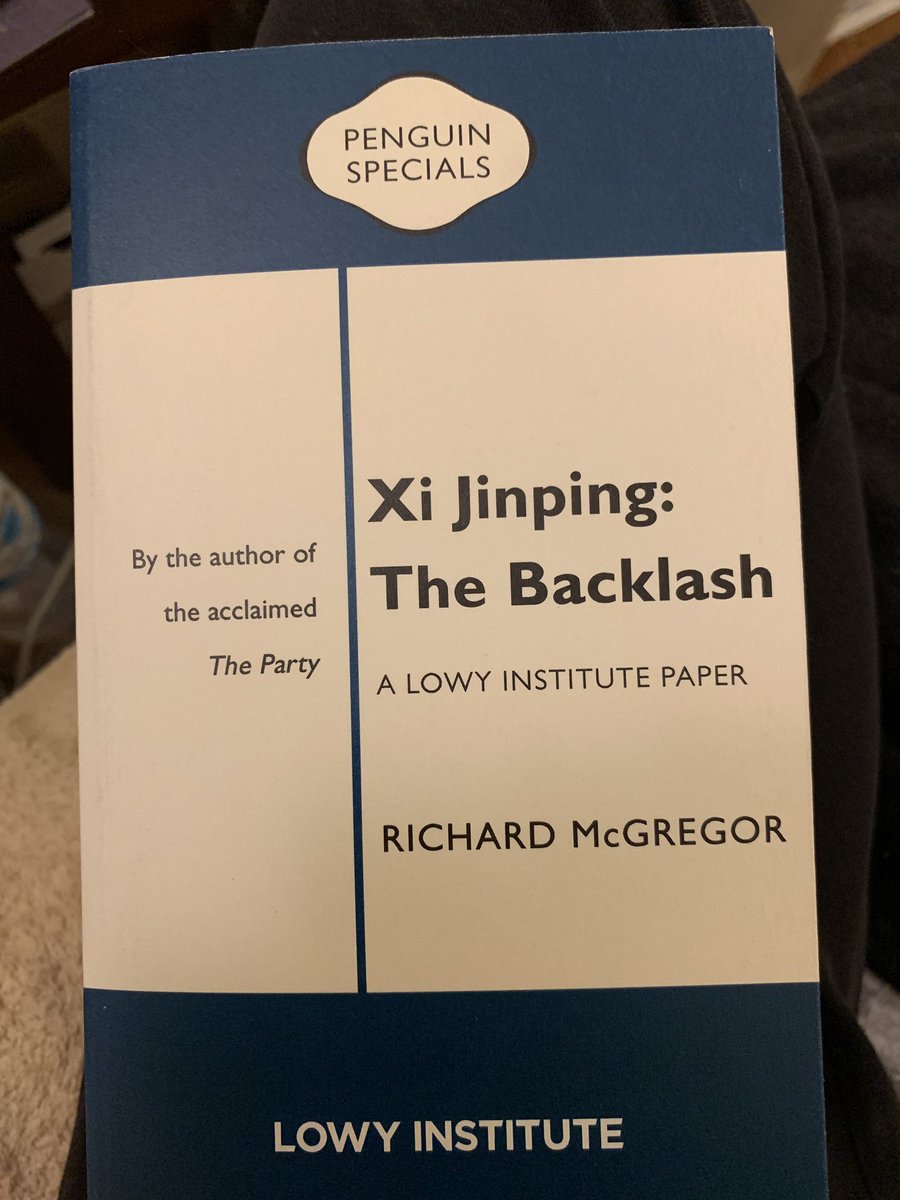 PENGUIN
SPECIALS
By the author of
the acclaimed
The Party
Xi Jinping:
The Backlash
A LOWY INSTITUTE PAPER
RICHARD McGREGOR
LOWY INSTITUTE